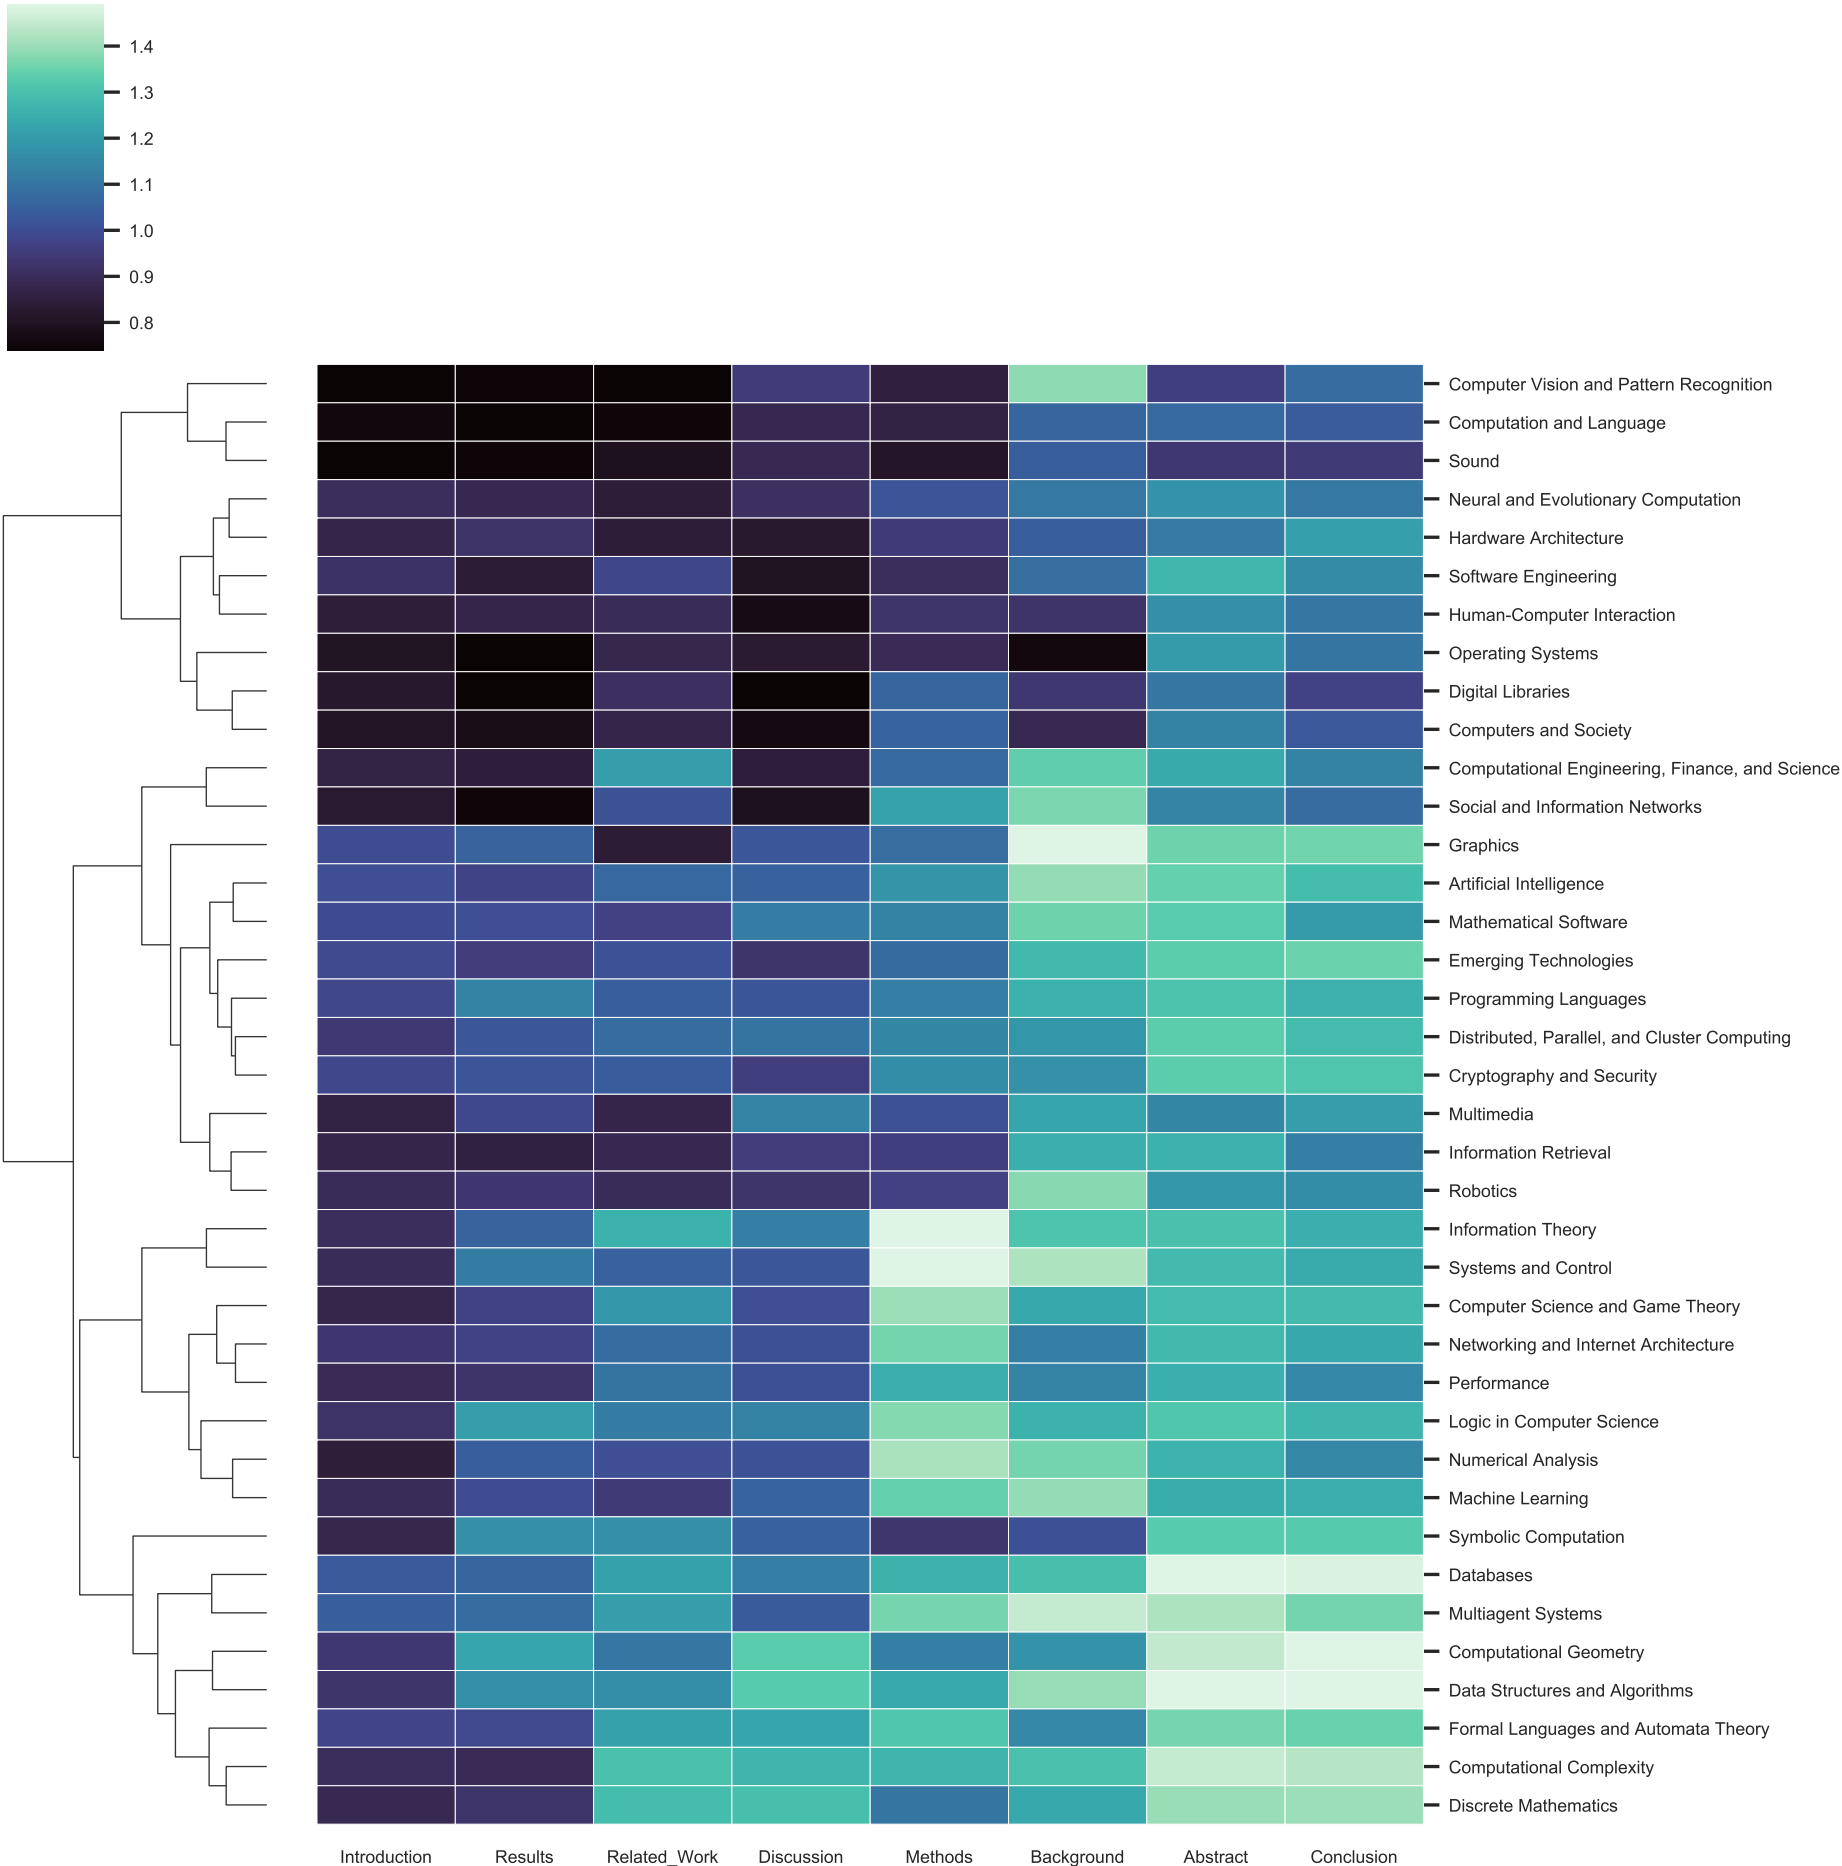 1.4
1.3
1.2
1.1
1.0
0.9
0.8
Computer Vision and Pattern Recognition
Computation and Language
Sound
Neural and Evolutionary Computation
Hardware Architecture
Software Engineering
Human-Computer Interaction
Operating Systems
Digital Libraries
Computers and Society
Computational Engineering, Finance, and Science
Social and Information Networks
Graphics
Artificial Intelligence
Mathematical Software
Emerging Technologies
Programming Languages
Distributed, Parallel, and Cluster Computing
Cryptography and Security
Multimedia
Information Retrieval
Robotics
Information Theory
Systems and Control
Computer Science and Game Theory
Networking and Internet Architecture
Performance
Logic in Computer Science
Numerical Analysis
Machine Learning
Symbolic Computation
Databases
Multiagent Systems
Computational Geometry
Data Structures and Algorithms
Formal Languages and Automata Theory
Computational Complexity
Discrete Mathematics
Introduction Results Related_Work Discussion Methods Background Abstract Conclusion